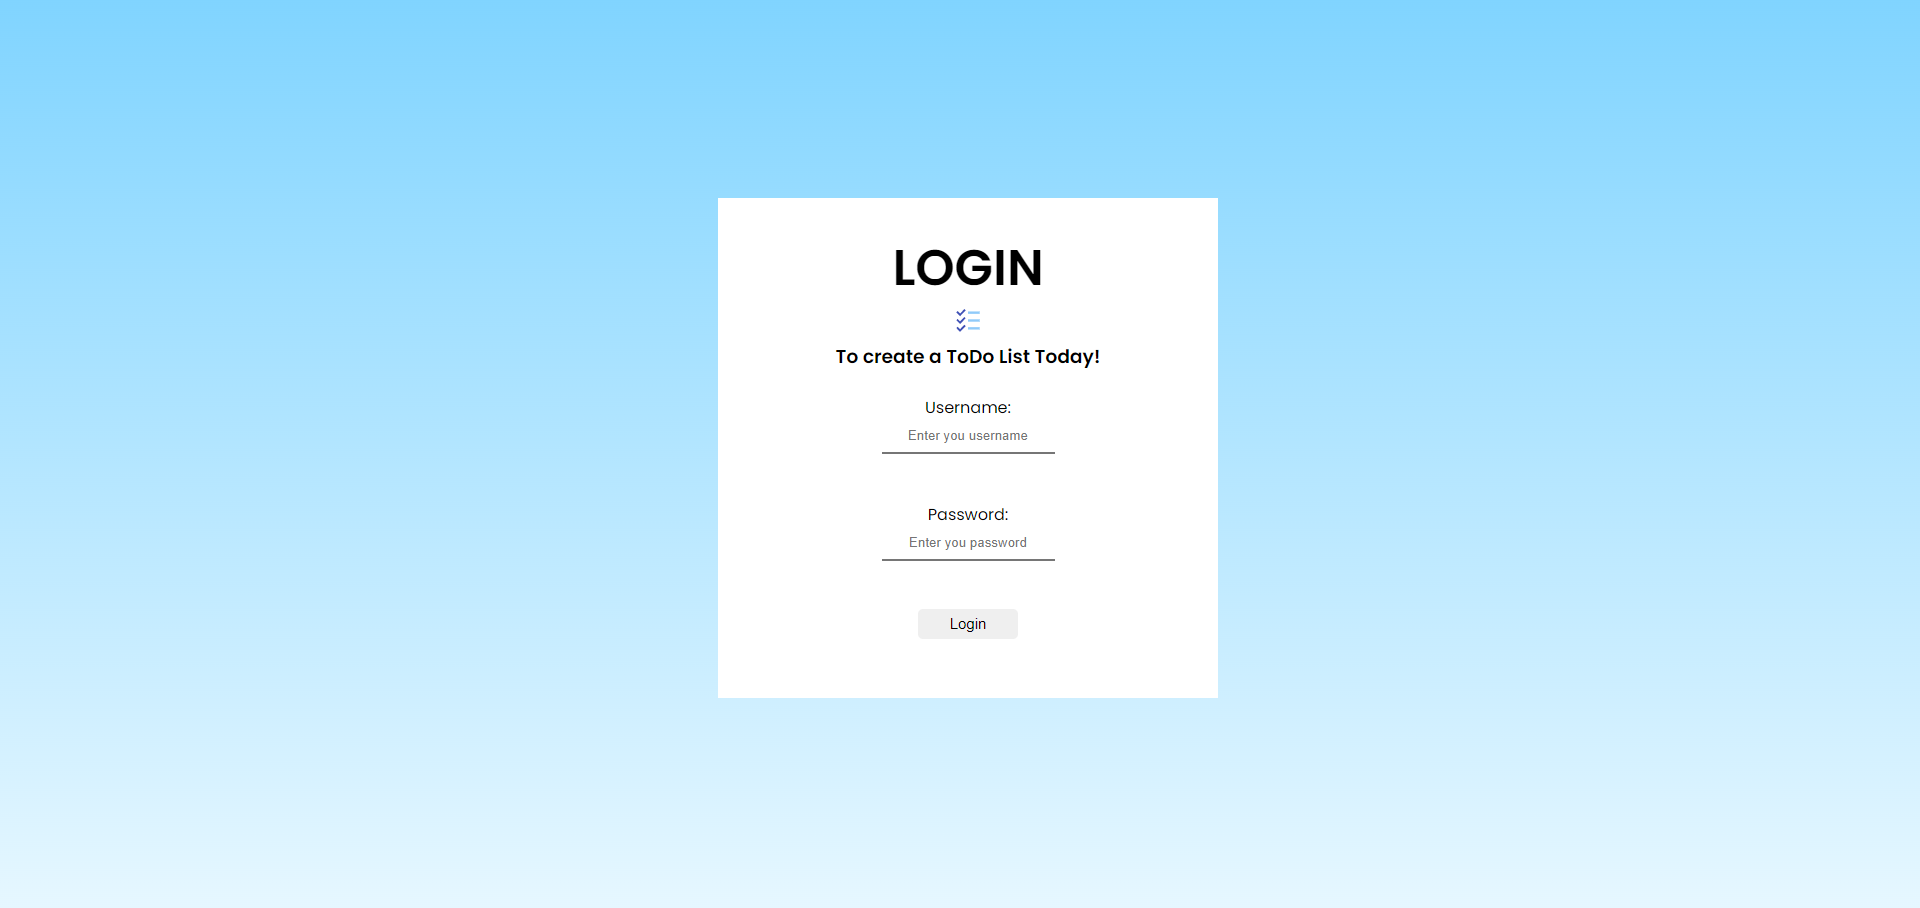 LOGIN
To create a ToDo List Today!
Username:
Enter you username
Password:
Enter you password
Login